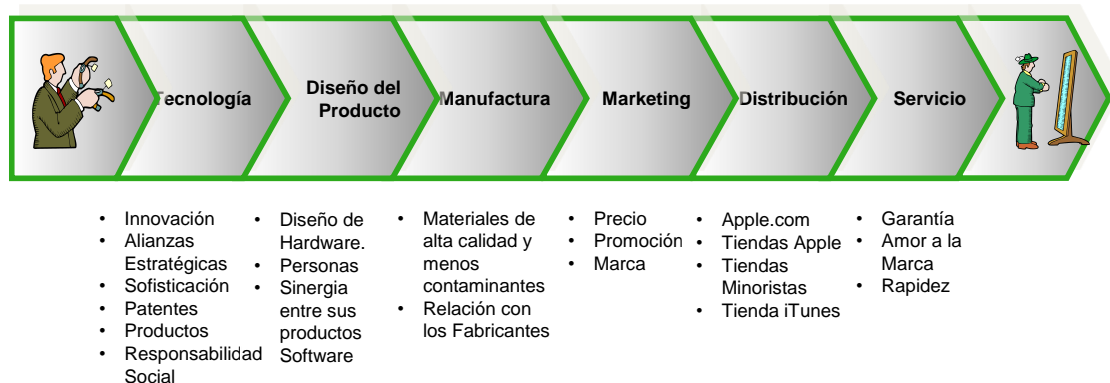 Tecnología
Diseño del
Producto
Manufactura
Marketing
Distribución
Servicio
• Innovación
• Alianzas
Estratégicas
• Sofisticación
• Patentes
• Productos
• Responsabilidad
Social
• Diseño de
Hardware.
• Personas
• Sinergia
entre sus
productos
Software
• Materiales de
alta calidad y
menos
contaminantes
• Relación con
los Fabricantes
• Precio
• Promoción
• Marca
• Apple.com
• Tiendas Apple
• Tiendas
Minoristas
• Tienda iTunes
• Garantía
• Amor a la
Marca
• Rapidez